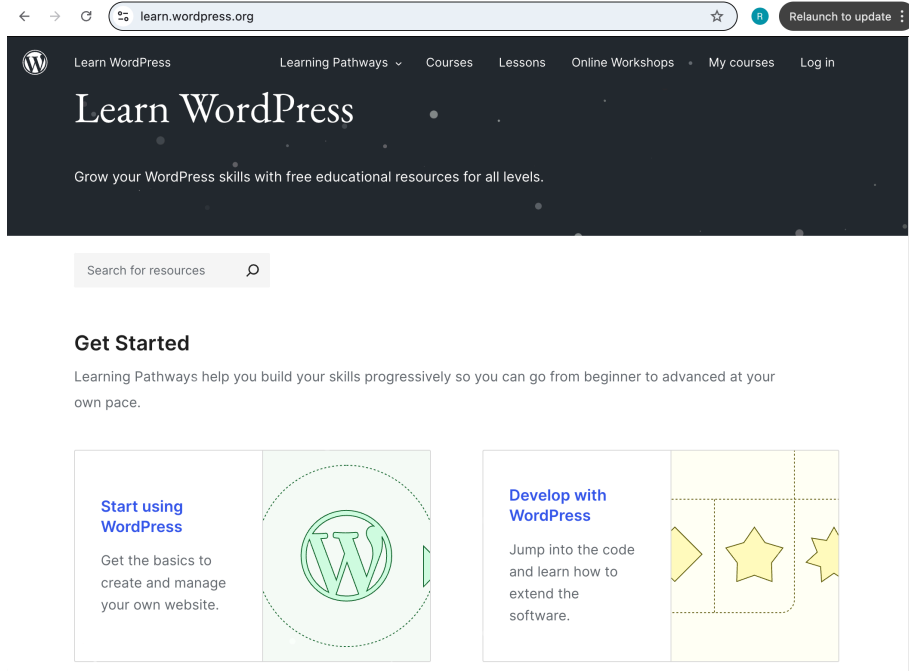 learn.wordpress.org
R
Relaunch to update
Learn WordPress
Learning Pathways
Courses
Lessons
Online Workshops
My courses
Log in
Learn WordPress
Grow your WordPress skills with free educational resources for all levels.
Search for resources
Get Started
Learning Pathways help you build your skills progressively so you can go from beginner to advanced at your
own pace.
Start using
WordPress
Get the basics to
create and manage
your own website.
Develop with
WordPress
Jump into the code
and learn how to
extend the
software.